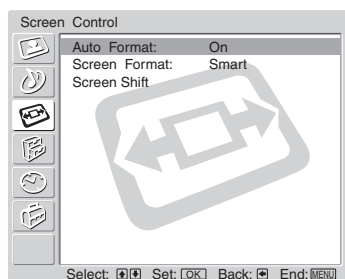 Screen Control
Auto Format: On
Screen Format: Smart
Screen Shift
Select: Set: OK Back: End: MENU